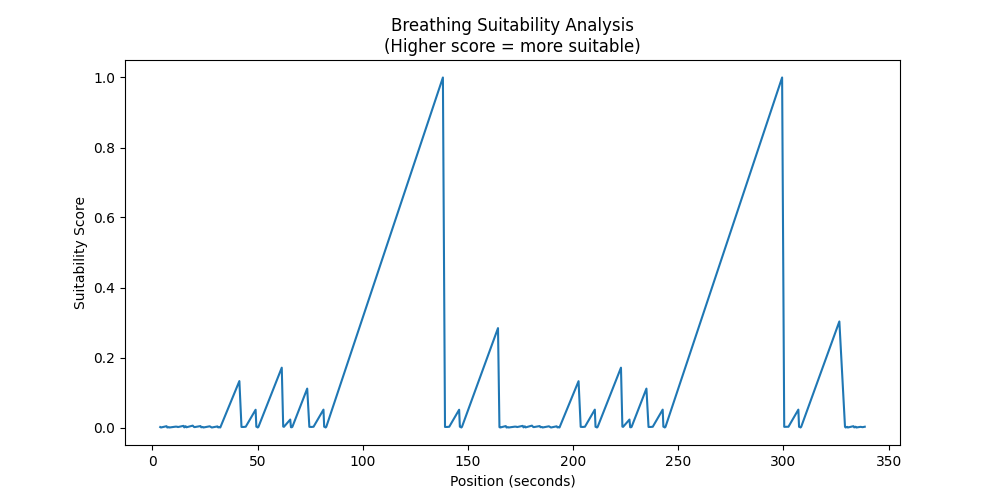 Breathing Suitability Analysis
(Higher score = more suitable)
1.0
0.8
0.6
0.4
0.2
0.0
Suitability Score
0 50 100 150 200 250 300 350
Position (seconds)